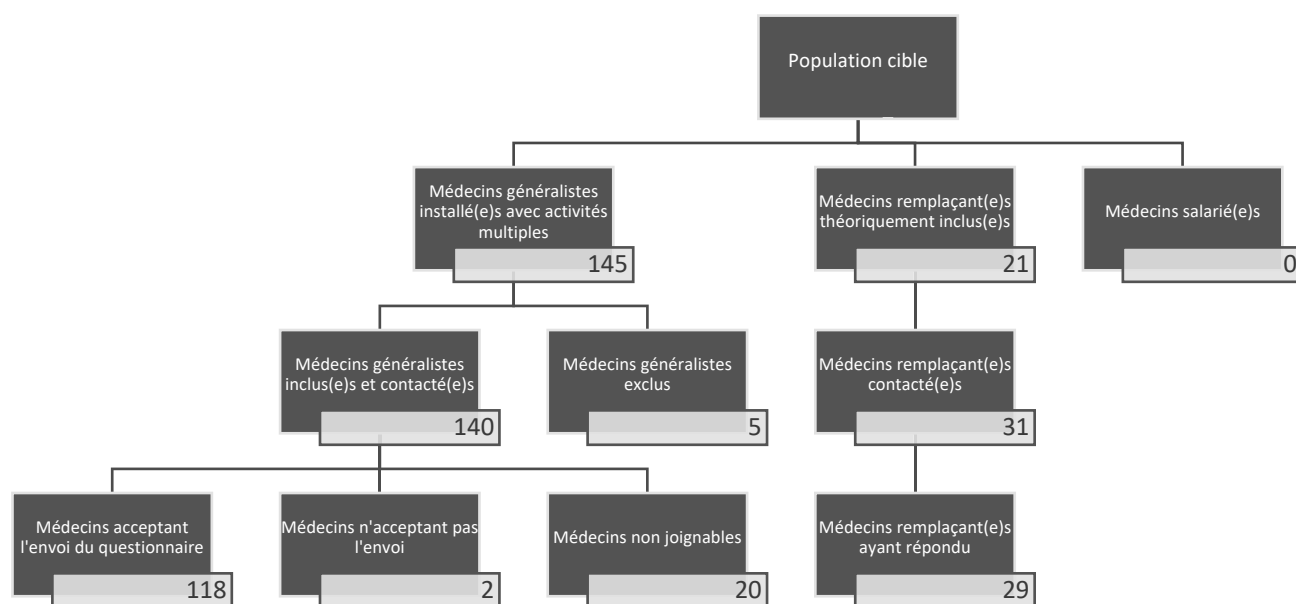 Population cible
Médecins généralistes
installé(e)s avec activités
multiples
145
Médecins remplaçant(e)s
théoriquement inclus(e)s
21
Médecins salarié(e)s
0
Médecins généralistes
inclus(e)s et contacté(e)s
140
Médecins généralistes
exclus
5
Médecins remplaçant(e)s
contacté(e)s
31
Médecins acceptant
l'envoi du questionnaire
118
Médecins n'acceptant pas
l'envoi
2
Médecins non joignables
20
Médecins remplaçant(e)s
ayant répondu
29